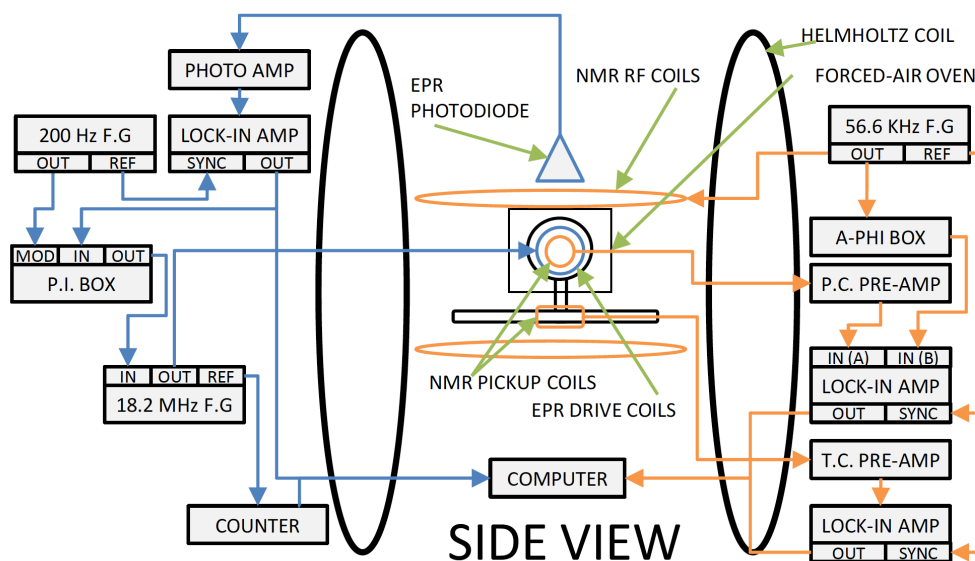 HELMHOLTZ COIL
PHOTO AMP
EPR
PHOTODIODE
NMR RF COILS
FORCED-AIR OVEN
200 Hz F.G
OUT REF
LOCK-IN AMP
SYNC OUT
56.6 KHz F.G
OUT REF
MOD IN OUT
P.I. BOX
A-PHI BOX
P.C. PRE-AMP
IN OUT REF
18.2 MHz F.G
NMR PICKUP COILS
EPR DRIVE COILS
IN (A) IN (B)
LOCK-IN AMP
OUT SYNC
T.C. PRE-AMP
COMPUTER
COUNTER
LOCK-IN AMP
OUT SYNC
SIDE VIEW